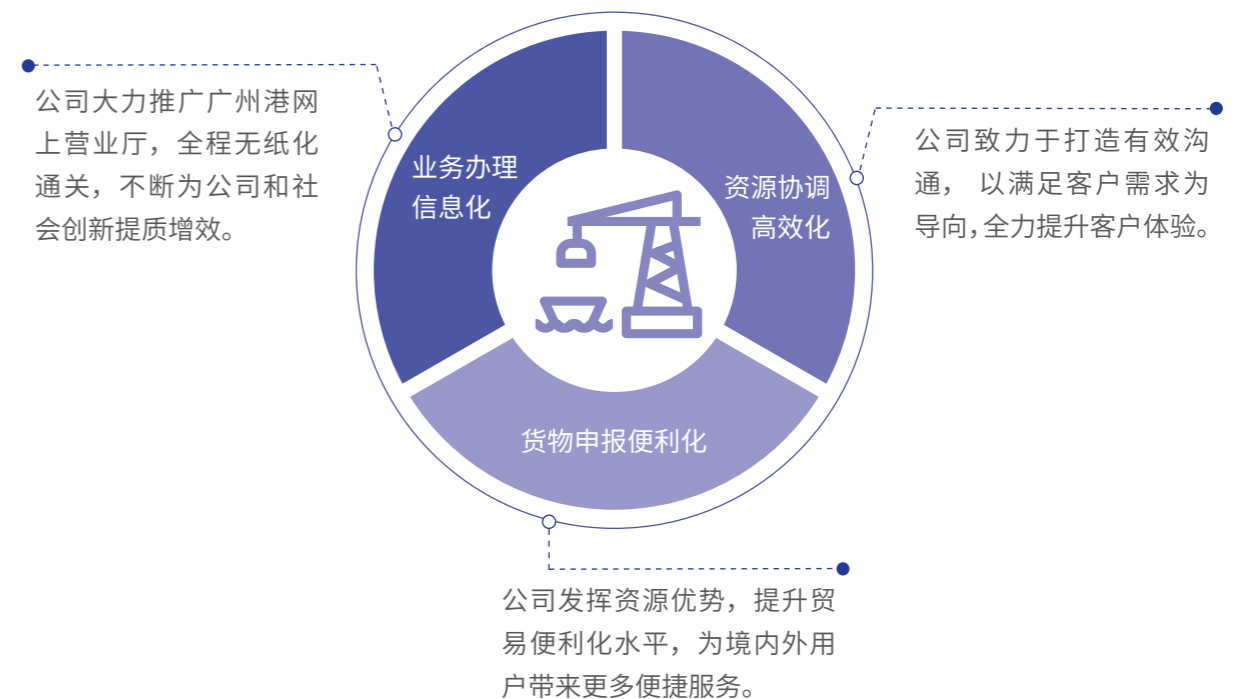 公司大力推广广州港网
上营业厅，全程无纸化
通关，不断为公司和社
会创新提质增效。
业务办理
信息化
资源协调
高效化
公司致力于打造有效沟
通， 以满足客户需求为
导向，全力提升客户体验。
货物申报便利化
公司发挥资源优势，提升贸
易便利化水平，为境内外用
户带来更多便捷服务。